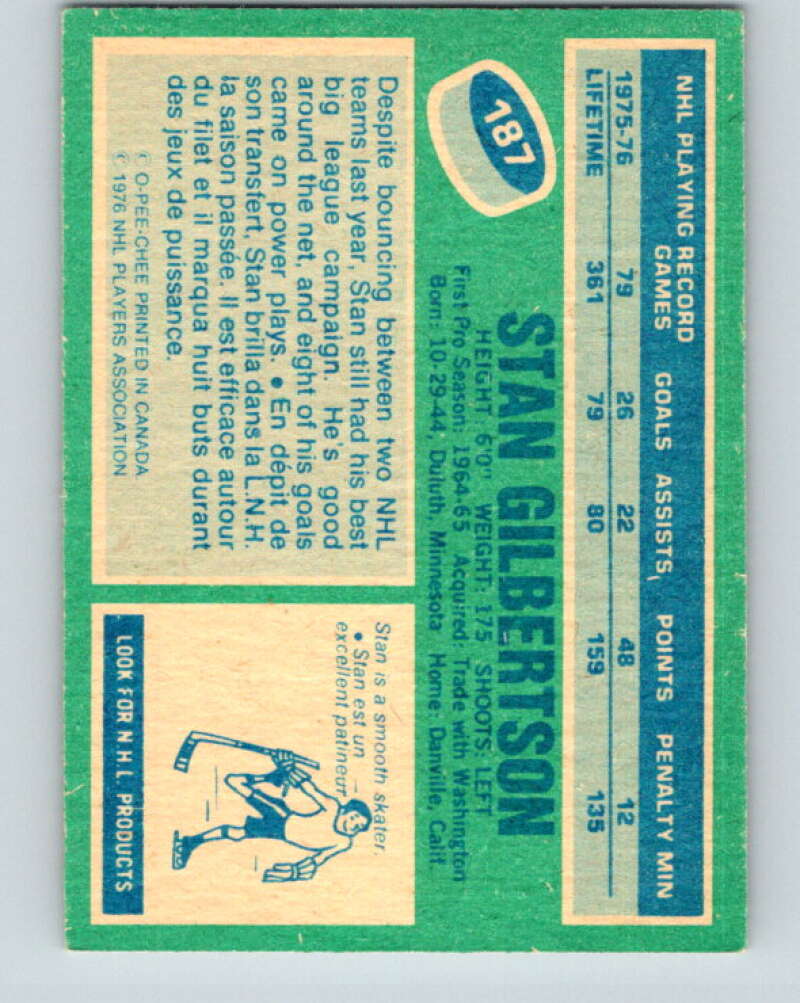 NHL PLAYING RECORD
GAMES GOALS ASSISTS POINTS PENALTY MIN
1975-76 79 26 22 48 12
LIFETIME 361 79 80 159 135
187
STAN GILBERTSON
HEIGHT: 6'0" WEIGHT: 175 SHOOTS: LEFT
First Pro Season: 1964-65 Acquired: Trade with Washington
Born: 10-29-44, Duluth, Minnesota Home: Danville, Calif.
Despite bouncing between two NHL
teams last year, Stan still had his best
big league campaign. He's good
around the net, and eight of his goals
came on power plays. • En dépit de
son transfert, Stan brilla dans la L.N.H.
la saison passée. Il est efficace autour
du filet et il marqua huit buts durant
des jeux de puissance.
© O-PEE-CHEE PRINTED IN CANADA
© 1976 NHL PLAYERS ASSOCIATION
Stan is a smooth skater.
• Stan est un
excellent patineur
LOOK FOR N.H.L. PRODUCTS